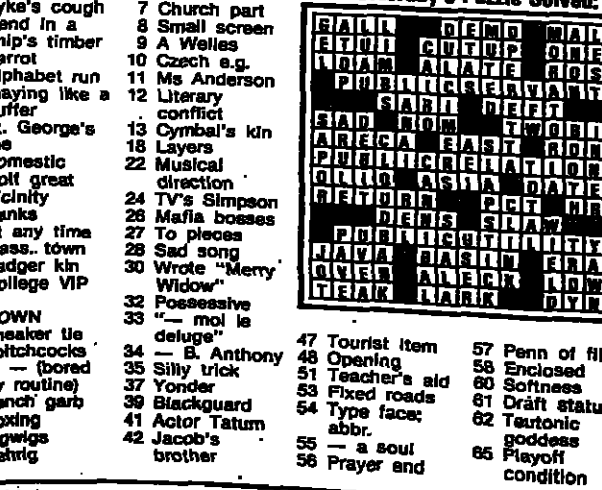 yke's cough
end in a
hip's timber
arrot
lphabet run
aying like a
uffer
. George's
e
omestic
olf great
icinity
anks
t any time
ass.. town
adger kin
ollege VIP
OWN
neaker tie
itchcocks
— (bored
y routine)
anch garb
oxing
gwigs
ehrig
7 Church part
8 Small screen
9 A Welles
10 Czech e.g.
11 Ms Anderson
12 Literary
conflict
13 Cymbal's kin
18 Layers
22 Musical
direction
24 TV's Simpson
26 Mafia bosses
27 To pieces
28 Sad song
30 Wrote "Merry
Widow"
32 Possessive
33 "— moi le
deluge"
34 — B. Anthony
35 Silly trick
37 Yonder
39 Blackguard
41 Actor Tatum
42 Jacob's
brother
Puzzle Solved:
GALL DEMO MAL
ETUI CUTUP ONE
LOAM ALATE ROS
PUBLICSERVANT
SARI DEFT
SAD NOM TWOBI
ARECA EAST RON
PUBLICRELATION
OLLO ASIA DATE
RETURN PCT HR
DENS SLAW
PUBLICUTILITY
JAVA BASIN ERA
OVER ALECK LOW
TEAK LARK DYN
47 Tourist item
48 Opening
51 Teacher's aid
53 Fixed roads
54 Type face:
abbr.
55 — a soul
56 Prayer end
57 Penn of fil
58 Enclosed
60 Softness
61 Draft statu
62 Teutonic
goddess
65 Playoff
condition